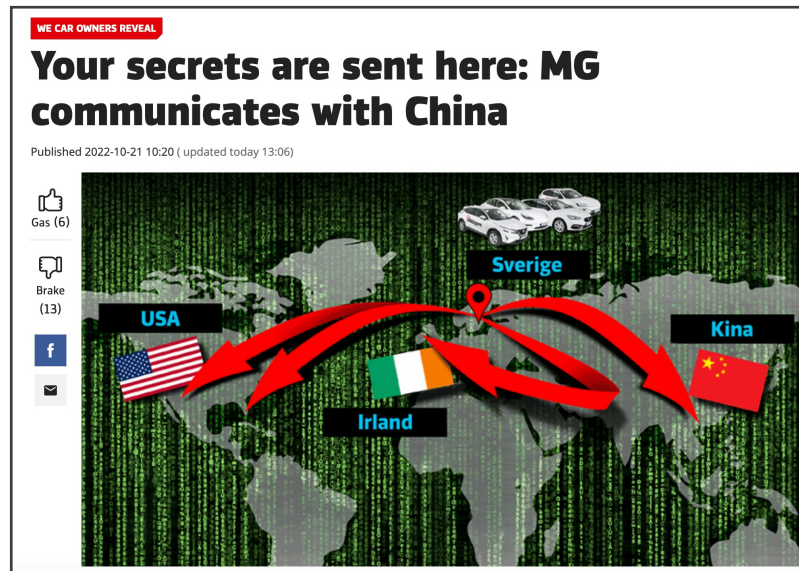 WE CAR OWNERS REVEAL
Your secrets are sent here: MG
communicates with China
Published 2022-10-21 10:20 ( updated today 13:06)
Gas (6)
Brake
(13)
f
Sverige
USA
Kina
Irland